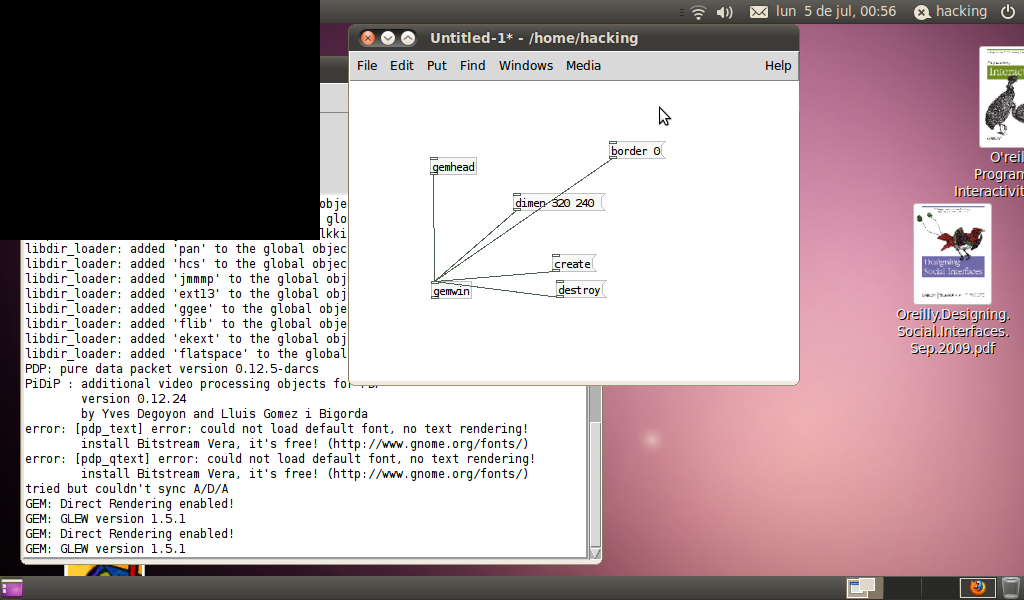 lun 5 de jul, 00:56
hacking
Untitled-1* - /home/hacking
File Edit Put Find Windows Media Help
border 0
gemhead
dimen 320 240
create
destroy
gemwin
libdir_loader: added 'pan' to the global objec
libdir_loader: added 'hcs' to the global objec
libdir_loader: added 'jmmmp' to the global obj
libdir_loader: added 'ext13' to the global obj
libdir_loader: added 'ggee' to the global obje
libdir_loader: added 'flib' to the global obje
libdir_loader: added 'ekext' to the global obj
libdir_loader: added 'flatspace' to the global
PDP: pure data packet version 0.12.5-darcs
PiDiP : additional video processing objects for PDP
version 0.12.24
by Yves Degoyon and Lluis Gomez i Bigorda
error: [pdp_text] error: could not load default font, no text rendering!
install Bitstream Vera, it's free! (http://www.gnome.org/fonts/)
error: [pdp_qtext] error: could not load default font, no text rendering!
install Bitstream Vera, it's free! (http://www.gnome.org/fonts/)
tried but couldn't sync A/D/A
GEM: Direct Rendering enabled!
GEM: GLEW version 1.5.1
GEM: Direct Rendering enabled!
GEM: GLEW version 1.5.1
Interac
O'reil
Program
Interactivit
Designing
Social Interfaces
Oreilly.Designing.
Social.Interfaces.
Sep.2009.pdf